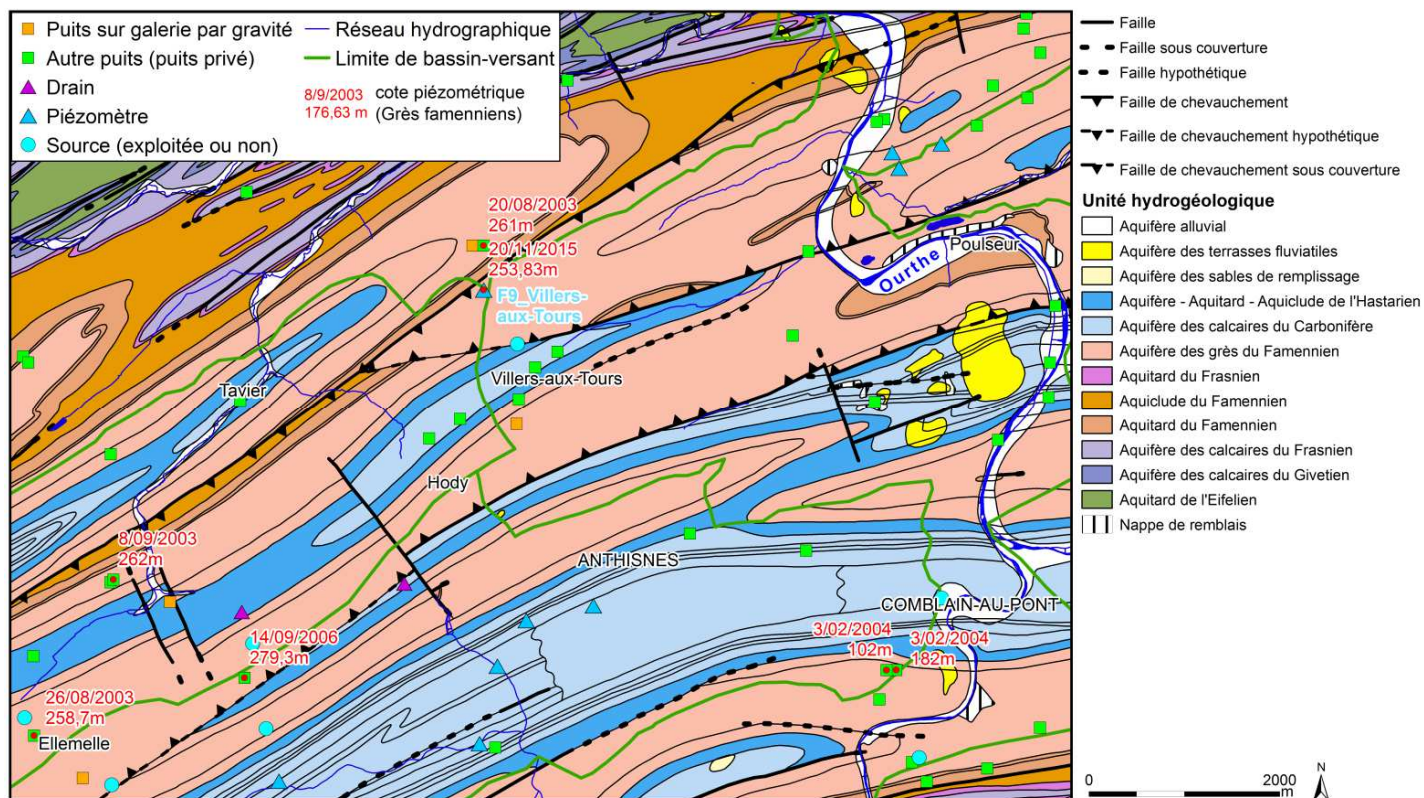 Puits sur galerie par gravité
Autre puits (puits privé)
Drain
Piézomètre
Source (exploitée ou non)
Réseau hydrographique
Limite de bassin-versant
8/9/2003 cote piézométrique
176,63 m (Grès famenniens)
20/08/2003
261m
20/11/2015
253,83m
F9_Villers-
aux-Tours
Poulseur
Ourthe
Tavier
Villers-aux-Tours
Hody
8/09/2003
262m
ANTHISNES
COMBLAIN-AU-PONT
14/09/2006
279,3m
3/02/2004
102m
3/02/2004
182m
26/08/2003
258,7m
Ellemelle
Faille
Faille sous couverture
Faille hypothétique
Faille de chevauchement
Faille de chevauchement hypothétique
Faille de chevauchement sous couverture
Unité hydrogéologique
Aquifère alluvial
Aquifère des terrasses fluviatiles
Aquifère des sables de remplissage
Aquifère - Aquitard - Aquiclude de l'Hastarien
Aquifère des calcaires du Carbonifère
Aquifère des grès du Famennien
Aquitard du Frasnien
Aquiclude du Famennien
Aquitard du Famennien
Aquifère des calcaires du Frasnien
Aquifère des calcaires du Givetien
Aquitard de l'Eifelien
Nappe de remblais
0 2000
m
N